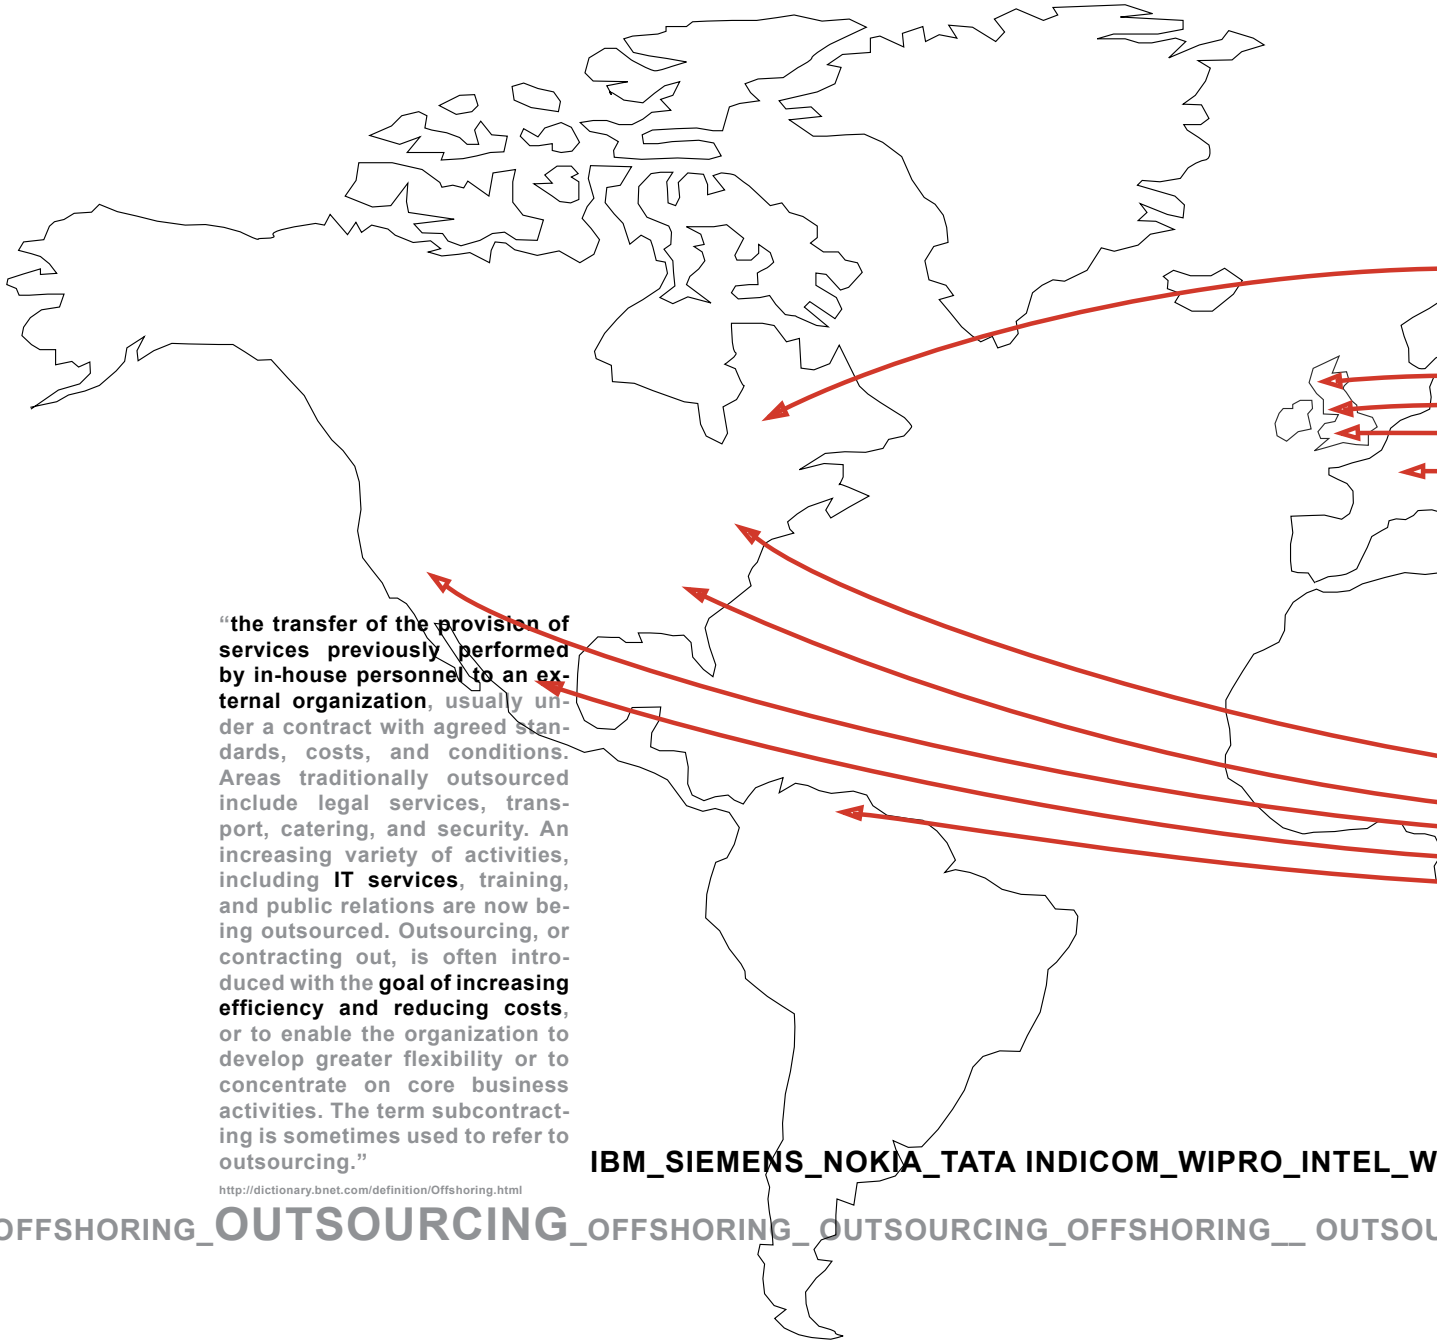 “the transfer of the provision of
services previously performed
by in-house personnel to an ex-
ternal organization, usually un-
der a contract with agreed stan-
dards, costs, and conditions.
Areas traditionally outsourced
include legal services, trans-
port, catering, and security. An
increasing variety of activities,
including IT services, training,
and public relations are now be-
ing outsourced. Outsourcing, or
contracting out, is often intro-
duced with the goal of increasing
efficiency and reducing costs,
or to enable the organization to
develop greater flexibility or to
concentrate on core business
activities. The term subcontract-
ing is sometimes used to refer to
outsourcing.”
http://dictionary.bnet.com/definition/Offshoring.html
IBM_SIEMENS_NOKIA_TATA INDICOM_WIPRO_INTEL_W
OFFSHORING_OUTSOURCING_OFFSHORING_ OUTSOURCING_OFFSHORING__ OUTSOU